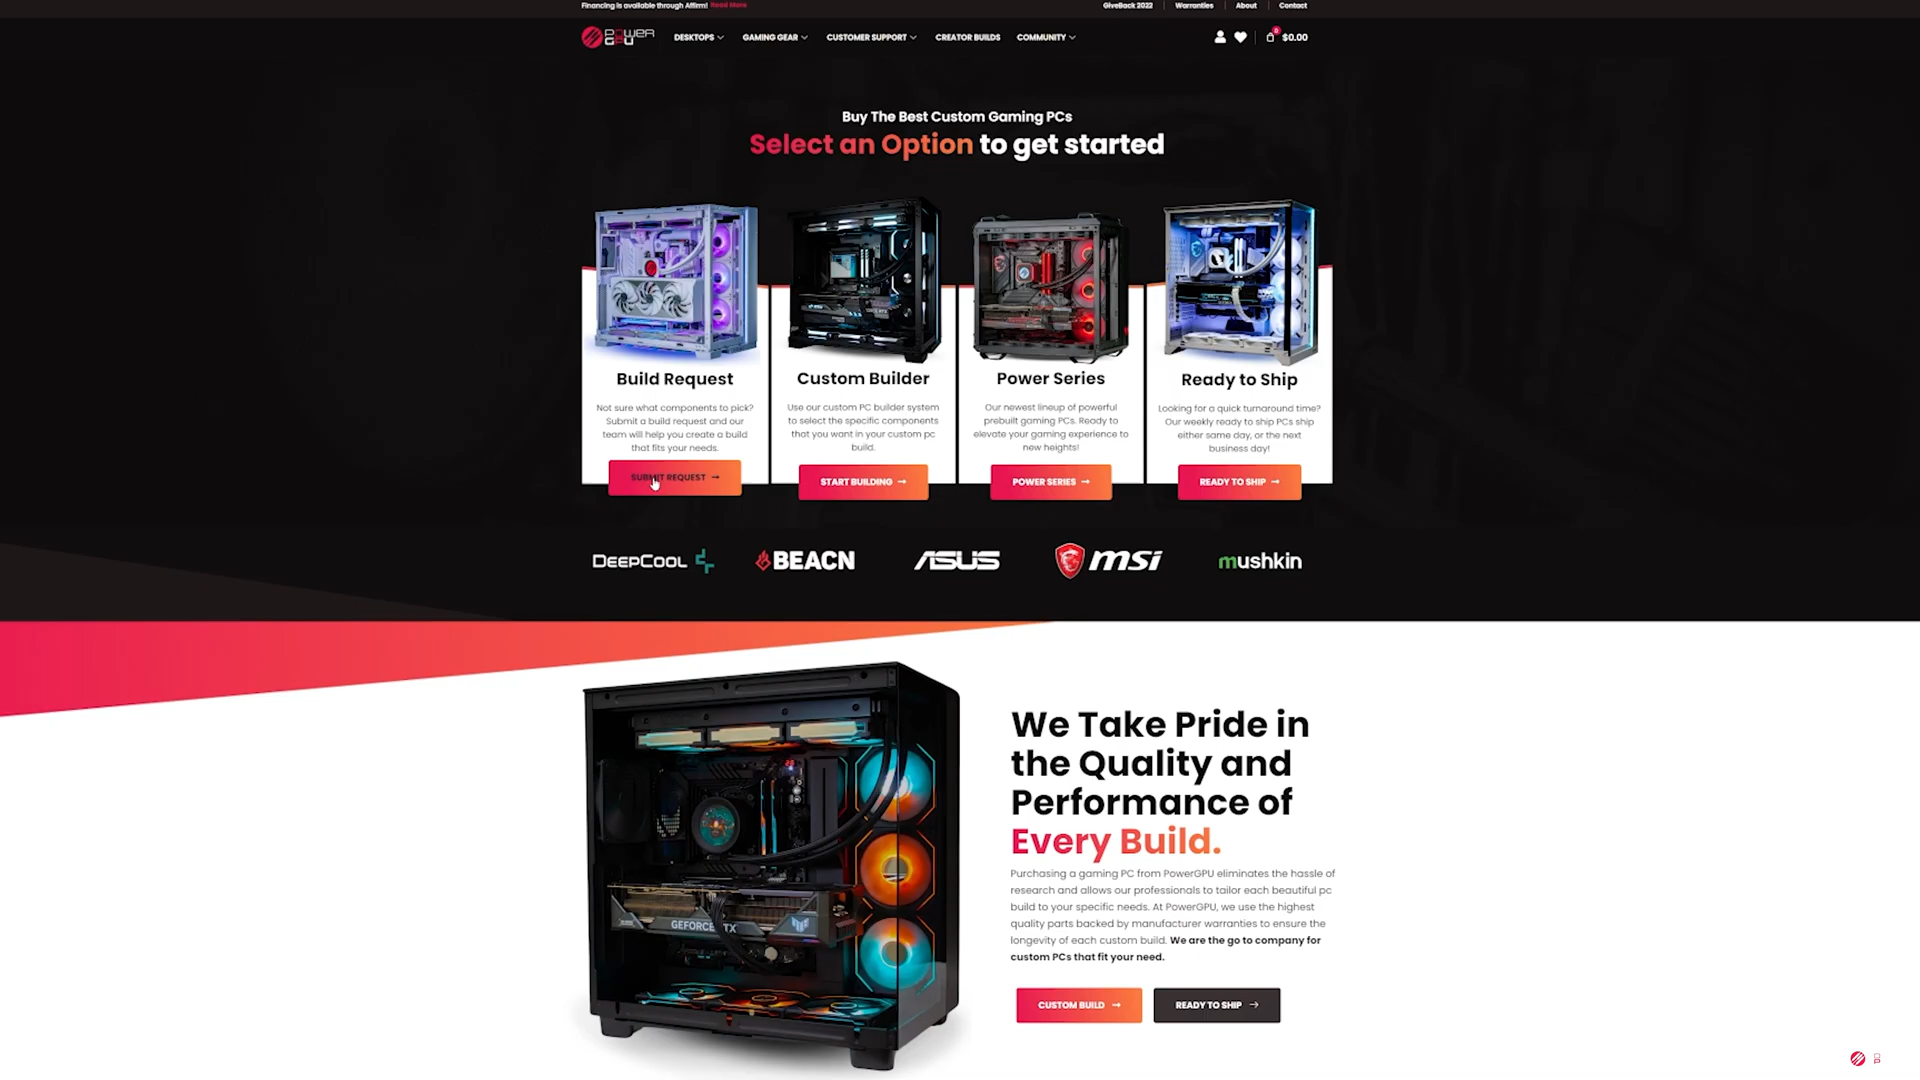 Financing is available through Affirm! Read More
GiveBack 2022
Warranties
About
Contact
POWER
GPU
DESKTOPS
GAMING GEAR
CUSTOMER SUPPORT
CREATOR BUILDS
COMMUNITY
0
$0.00
Buy The Best Custom Gaming PCs
Select an Option to get started
Build Request
Not sure what components to pick?
Submit a build request and our
team will help you create a build
that fits your needs.
SUBMIT REQUEST →
Custom Builder
Use our custom PC builder system
to select the specific components
that you want in your custom pc
build.
START BUILDING →
Power Series
Our newest lineup of powerful
prebuilt gaming PCs. Ready to
elevate your gaming experience to
new heights!
POWER SERIES →
Ready to Ship
Looking for a quick turnaround time?
Our weekly ready to ship PCs ship
either same day, or the next
business day!
READY TO SHIP →
DEEPCOOL
BEACN
ASUS
msi
mushkin
GEFORCE RTX
We Take Pride in
the Quality and
Performance of
Every Build.
Purchasing a gaming PC from PowerGPU eliminates the hassle of
research and allows our professionals to tailor each beautiful pc
build to your specific needs. At PowerGPU, we use the highest
quality parts backed by manufacturer warranties to ensure the
longevity of each custom build. We are the go to company for
custom PCs that fit your need.
CUSTOM BUILD →
READY TO SHIP →